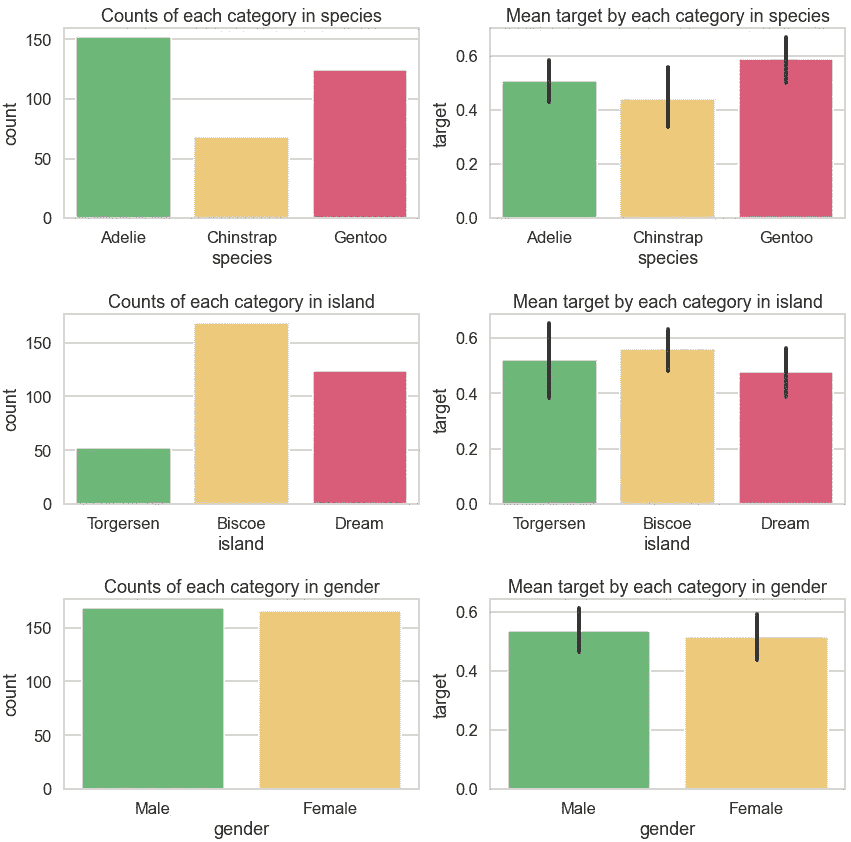 Counts of each category in species
count
150
100
50
0
Adelie Chinstrap Gentoo
species
Mean target by each category in species
target
0.6
0.4
0.2
0.0
Adelie Chinstrap Gentoo
species
Counts of each category in island
count
150
100
50
0
Torgersen Biscoe Dream
island
Mean target by each category in island
target
0.6
0.4
0.2
0.0
Torgersen Biscoe Dream
island
Counts of each category in gender
count
150
100
50
0
Male Female
gender
Mean target by each category in gender
target
0.6
0.4
0.2
0.0
Male Female
gender